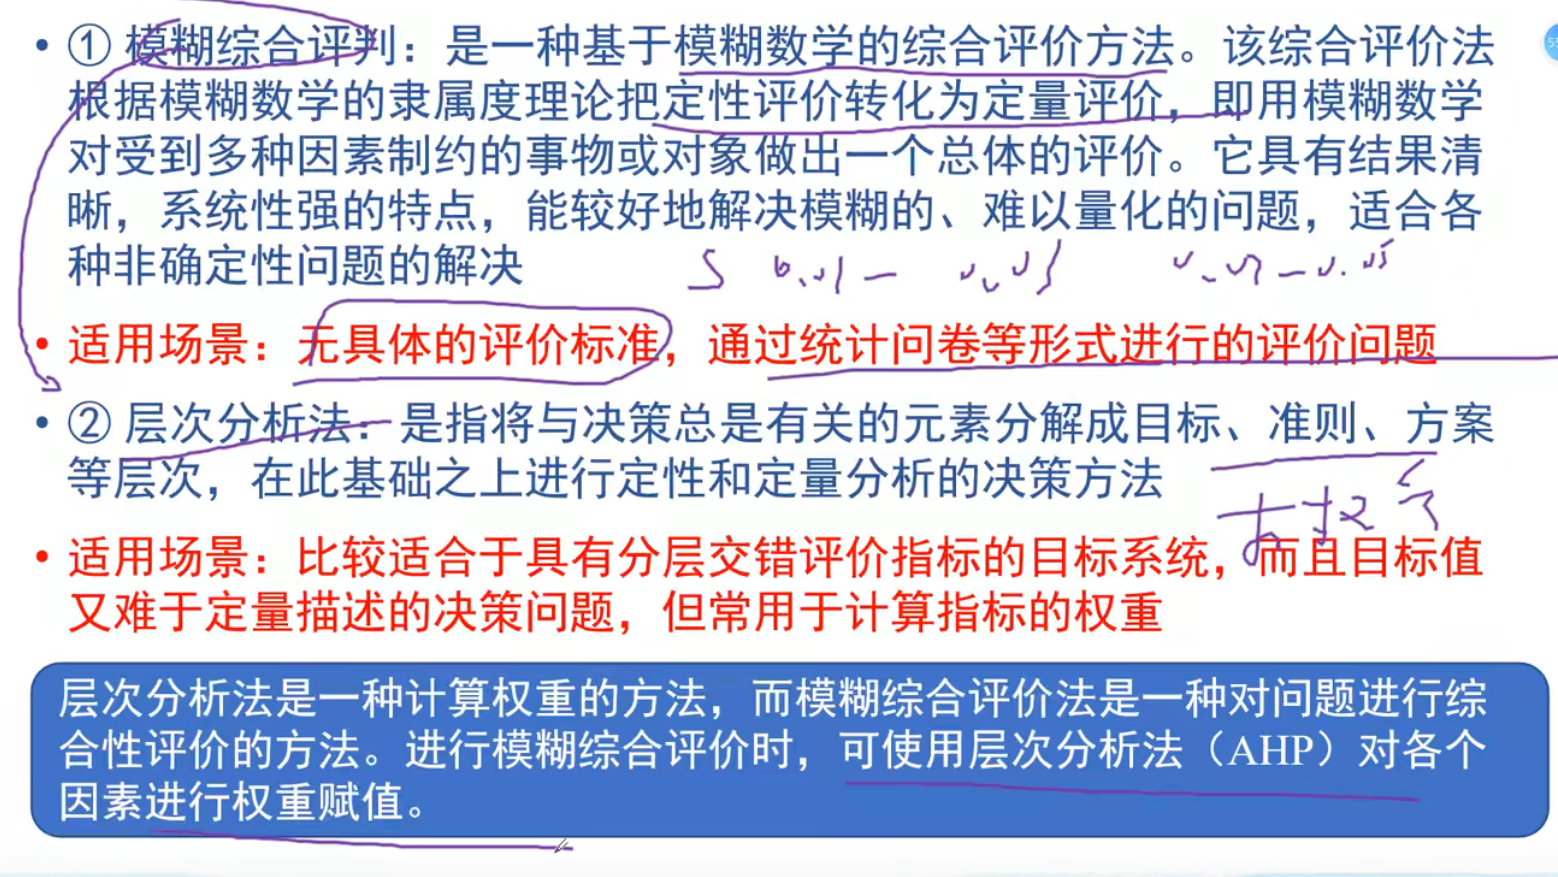 • ① 模糊综合评判：是一种基于模糊数学的综合评价方法。该综合评价法
根据模糊数学的隶属度理论把定性评价转化为定量评价，即用模糊数学
对受到多种因素制约的事物或对象做出一个总体的评价。它具有结果清
晰，系统性强的特点，能较好地解决模糊的、难以量化的问题，适合各
种非确定性问题的解决
• 适用场景：无具体的评价标准，通过统计问卷等形式进行的评价问题
• ② 层次分析法：是指将与决策总是有关的元素分解成目标、准则、方案
等层次，在此基础之上进行定性和定量分析的决策方法
• 适用场景：比较适合于具有分层交错评价指标的目标系统，而且目标值
又难于定量描述的决策问题，但常用于计算指标的权重
层次分析法是一种计算权重的方法，而模糊综合评价法是一种对问题进行综
合性评价的方法。进行模糊综合评价时，可使用层次分析法（AHP）对各个
因素进行权重赋值。